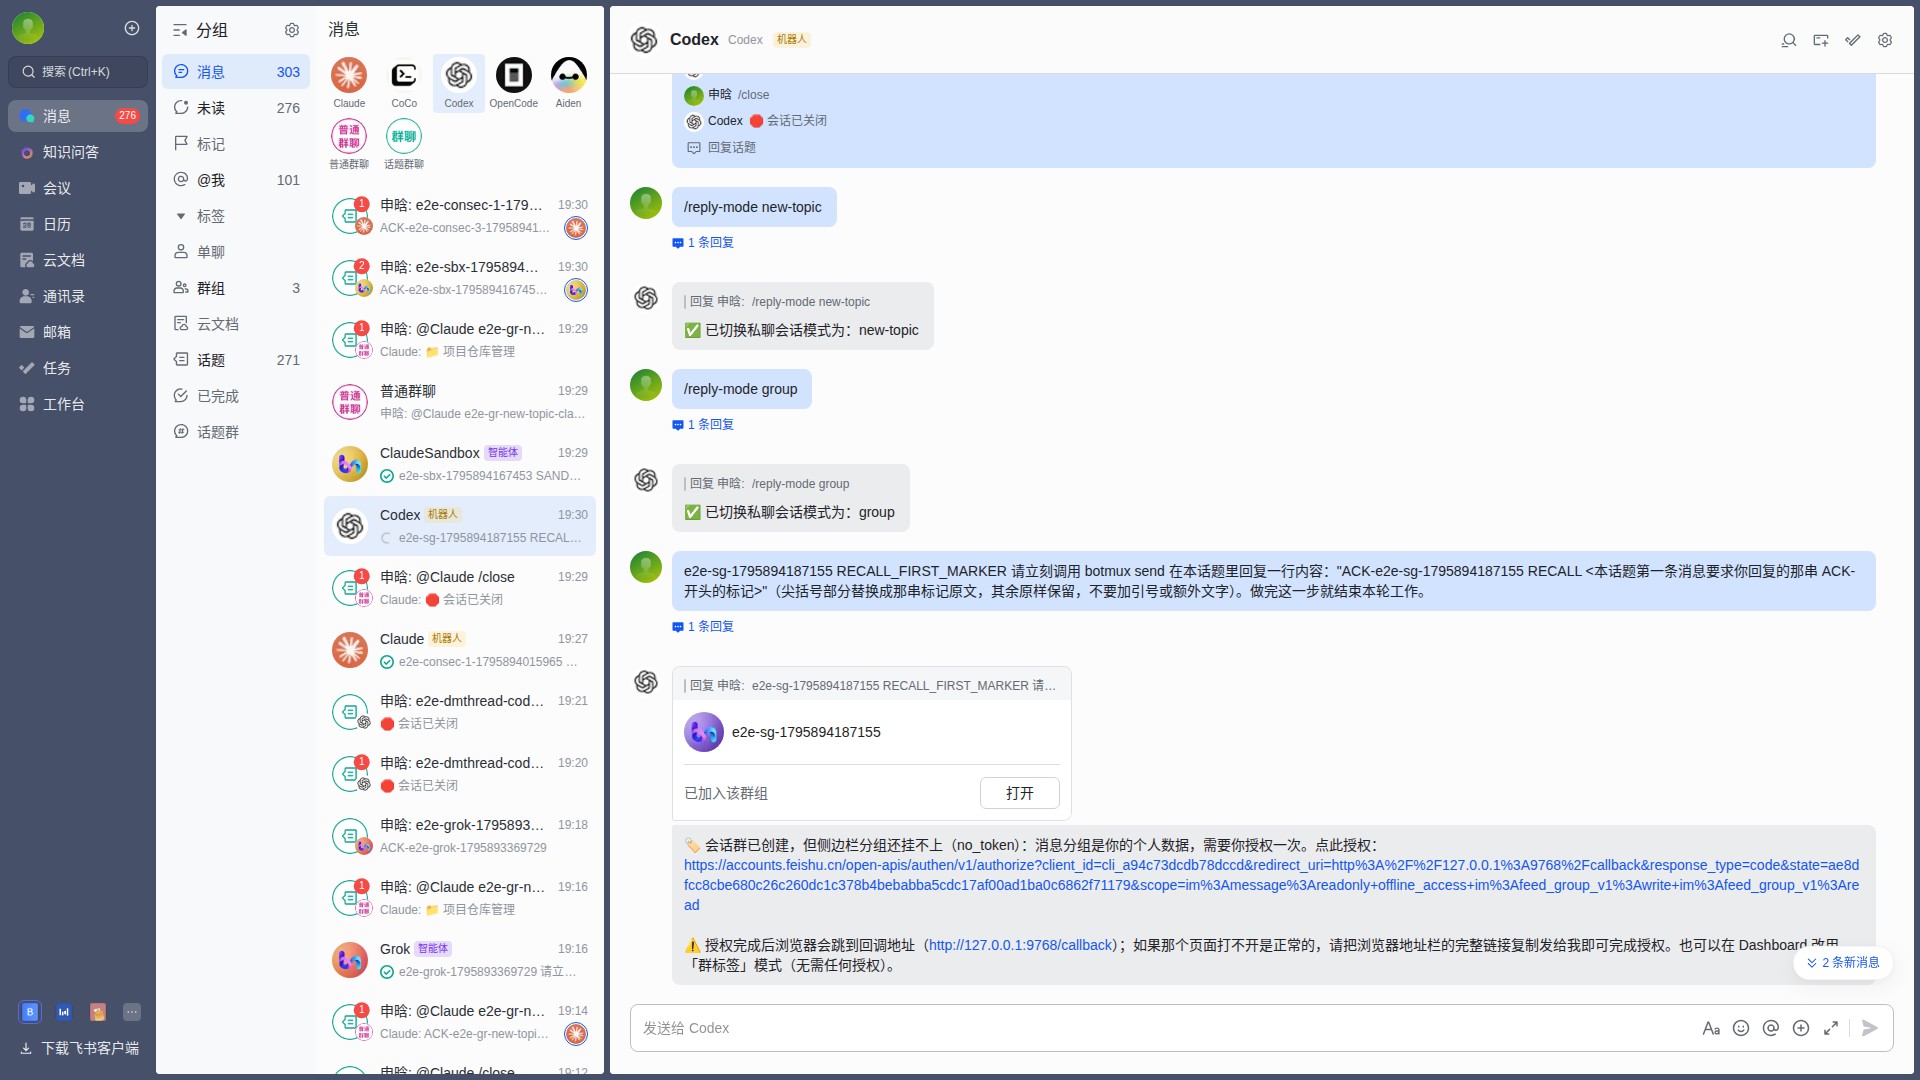 搜索 (Ctrl+K)
消息 276
知识问答
会议
日历
云文档
通讯录
邮箱
任务
工作台
下载飞书客户端
分组
消息 303
未读 276
标记
@我 101
标签
单聊
群组 3
云文档
话题 271
已完成
话题群
消息
Claude
CoCo
Codex
OpenCode
Aiden
普通群聊
普通群聊
群聊
话题群聊
1 申晗: e2e-consec-1-179… 19:30
ACK-e2e-consec-3-17958941…
2 申晗: e2e-sbx-1795894… 19:30
ACK-e2e-sbx-179589416745…
1 申晗: @Claude e2e-gr-n… 19:29
Claude: 📁 项目仓库管理
普通群聊 19:29
申晗: @Claude e2e-gr-new-topic-cla…
ClaudeSandbox 智能体 19:29
e2e-sbx-1795894167453 SAND…
Codex 机器人 19:30
e2e-sg-1795894187155 RECAL…
1 申晗: @Claude /close 19:29
Claude: 🛑 会话已关闭
Claude 机器人 19:27
e2e-consec-1-1795894015965 …
申晗: e2e-dmthread-cod… 19:21
🛑 会话已关闭
1 申晗: e2e-dmthread-cod… 19:20
🛑 会话已关闭
申晗: e2e-grok-1795893… 19:18
ACK-e2e-grok-1795893369729
1 申晗: @Claude e2e-gr-n… 19:16
Claude: 📁 项目仓库管理
Grok 智能体 19:16
e2e-grok-1795893369729 请立…
1 申晗: @Claude e2e-gr-n… 19:14
Claude: ACK-e2e-gr-new-topi…
申晗: @Claude /close 19:12
Codex Codex 机器人
申晗 /close
Codex 🛑 会话已关闭
回复话题
/reply-mode new-topic
1 条回复
回复 申晗: /reply-mode new-topic
✅ 已切换私聊会话模式为：new-topic
/reply-mode group
1 条回复
回复 申晗: /reply-mode group
✅ 已切换私聊会话模式为：group
e2e-sg-1795894187155 RECALL_FIRST_MARKER 请立刻调用 botmux send 在本话题里回复一行内容："ACK-e2e-sg-1795894187155 RECALL <本话题第一条消息要求你回复的那串 ACK-
开头的标记>"（尖括号部分替换成那串标记原文，其余原样保留，不要加引号或额外文字）。做完这一步就结束本轮工作。
1 条回复
回复 申晗: e2e-sg-1795894187155 RECALL_FIRST_MARKER 请…
e2e-sg-1795894187155
已加入该群组
打开
🏷️ 会话群已创建，但侧边栏分组还挂不上（no_token）：消息分组是你的个人数据，需要你授权一次。点此授权：
https://accounts.feishu.cn/open-apis/authen/v1/authorize?client_id=cli_a94c73dcdb78dccd&redirect_uri=http%3A%2F%2F127.0.0.1%3A9768%2Fcallback&response_type=code&state=ae8d
fcc8cbe680c26c260dc1c378b4bebabba5cdc17af00ad1ba0c6862f71179&scope=im%3Amessage%3Areadonly+offline_access+im%3Afeed_group_v1%3Awrite+im%3Afeed_group_v1%3Are
ad
⚠️ 授权完成后浏览器会跳到回调地址（http://127.0.0.1:9768/callback）；如果那个页面打不开是正常的，请把浏览器地址栏的完整链接复制发给我即可完成授权。也可以在 Dashboard 改用
「群标签」模式（无需任何授权）。
2 条新消息
发送给 Codex